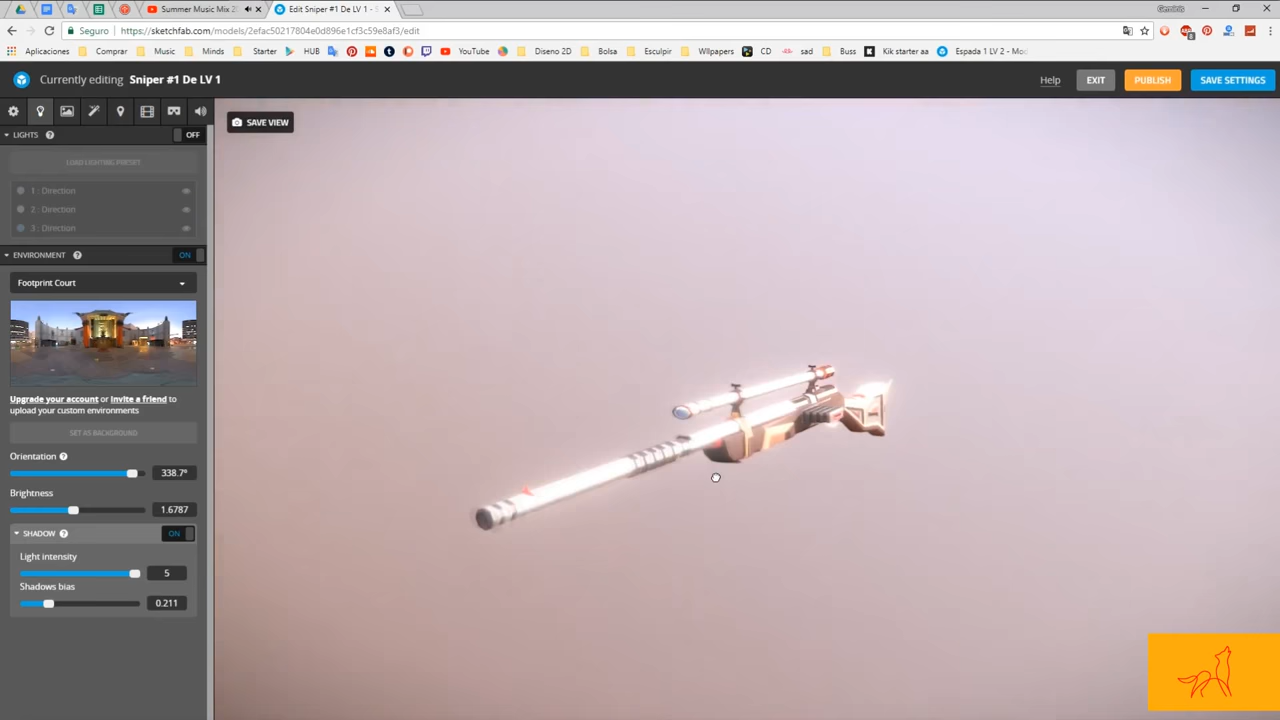 Summer Music Mix 2
Edit Sniper #1 De LV 1 - S
Geminis
Seguro
https://sketchfab.com/models/2efac50217804e0d896e1cf3c59e8af3/edit
Aplicaciones Comprar Music Minds Starter HUB YouTube Diseno 2D Bolsa Esculpir Wllpapers CD sad Buss Kik starter aa Espada 1 LV 2 - Mod
Currently editing Sniper #1 De LV 1
Help EXIT PUBLISH SAVE SETTINGS
LIGHTS ? OFF
SAVE VIEW
LOAD LIGHTING PRESET
1 : Direction
2 : Direction
3 : Direction
ENVIRONMENT ? ON
Footprint Court
Upgrade your account or Invite a friend to
upload your custom environments
SET AS BACKGROUND
Orientation ?
338.7º
Brightness
1.6787
SHADOW ? ON
Light intensity
5
Shadows bias
0.211